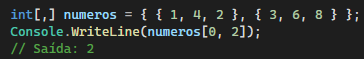 int[,] numeros = { { 1, 4, 2 }, { 3, 6, 8 } };
Console.WriteLine(numeros[0, 2]);
// Saída: 2